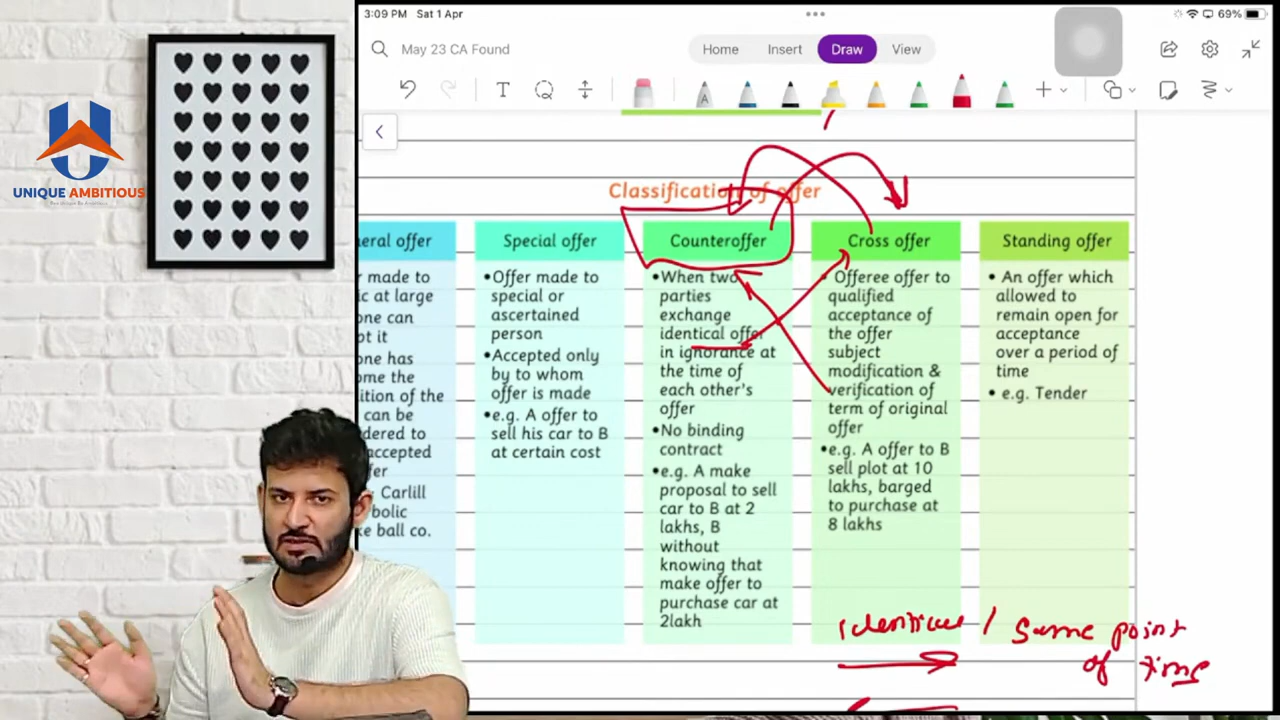 3:09 PM Sat 1 Apr
69%
May 23 CA Found
Home Insert Draw View
UNIQUE AMBITIOUS
Classification of offer
eral offer
r made to
ic at large
one can
pt it
one has
ome the
ition of the
can be
dered to
accepted
fer
Carlill
bolic
ke ball co.
Special offer
•Offer made to
special or
ascertained
person
•Accepted only
by to whom
offer is made
•e.g. A offer to
sell his car to B
at certain cost
Counteroffer
•When two
parties
exchange
identical offer
in ignorance at
the time of
each other's
offer
•No binding
contract
•e.g. A make
proposal to sell
car to B at 2
lakhs, B
without
knowing that
make offer to
purchase car at
2lakh
Cross offer
• Offeree offer to
qualified
acceptance of
the offer
subject
modification &
verification of
term of original
offer
•e.g. A offer to B
sell plot at 10
lakhs, barged
to purchase at
8 lakhs
Standing offer
• An offer which
allowed to
remain open for
acceptance
over a period of
time
• e.g. Tender
identical / Same point
of time